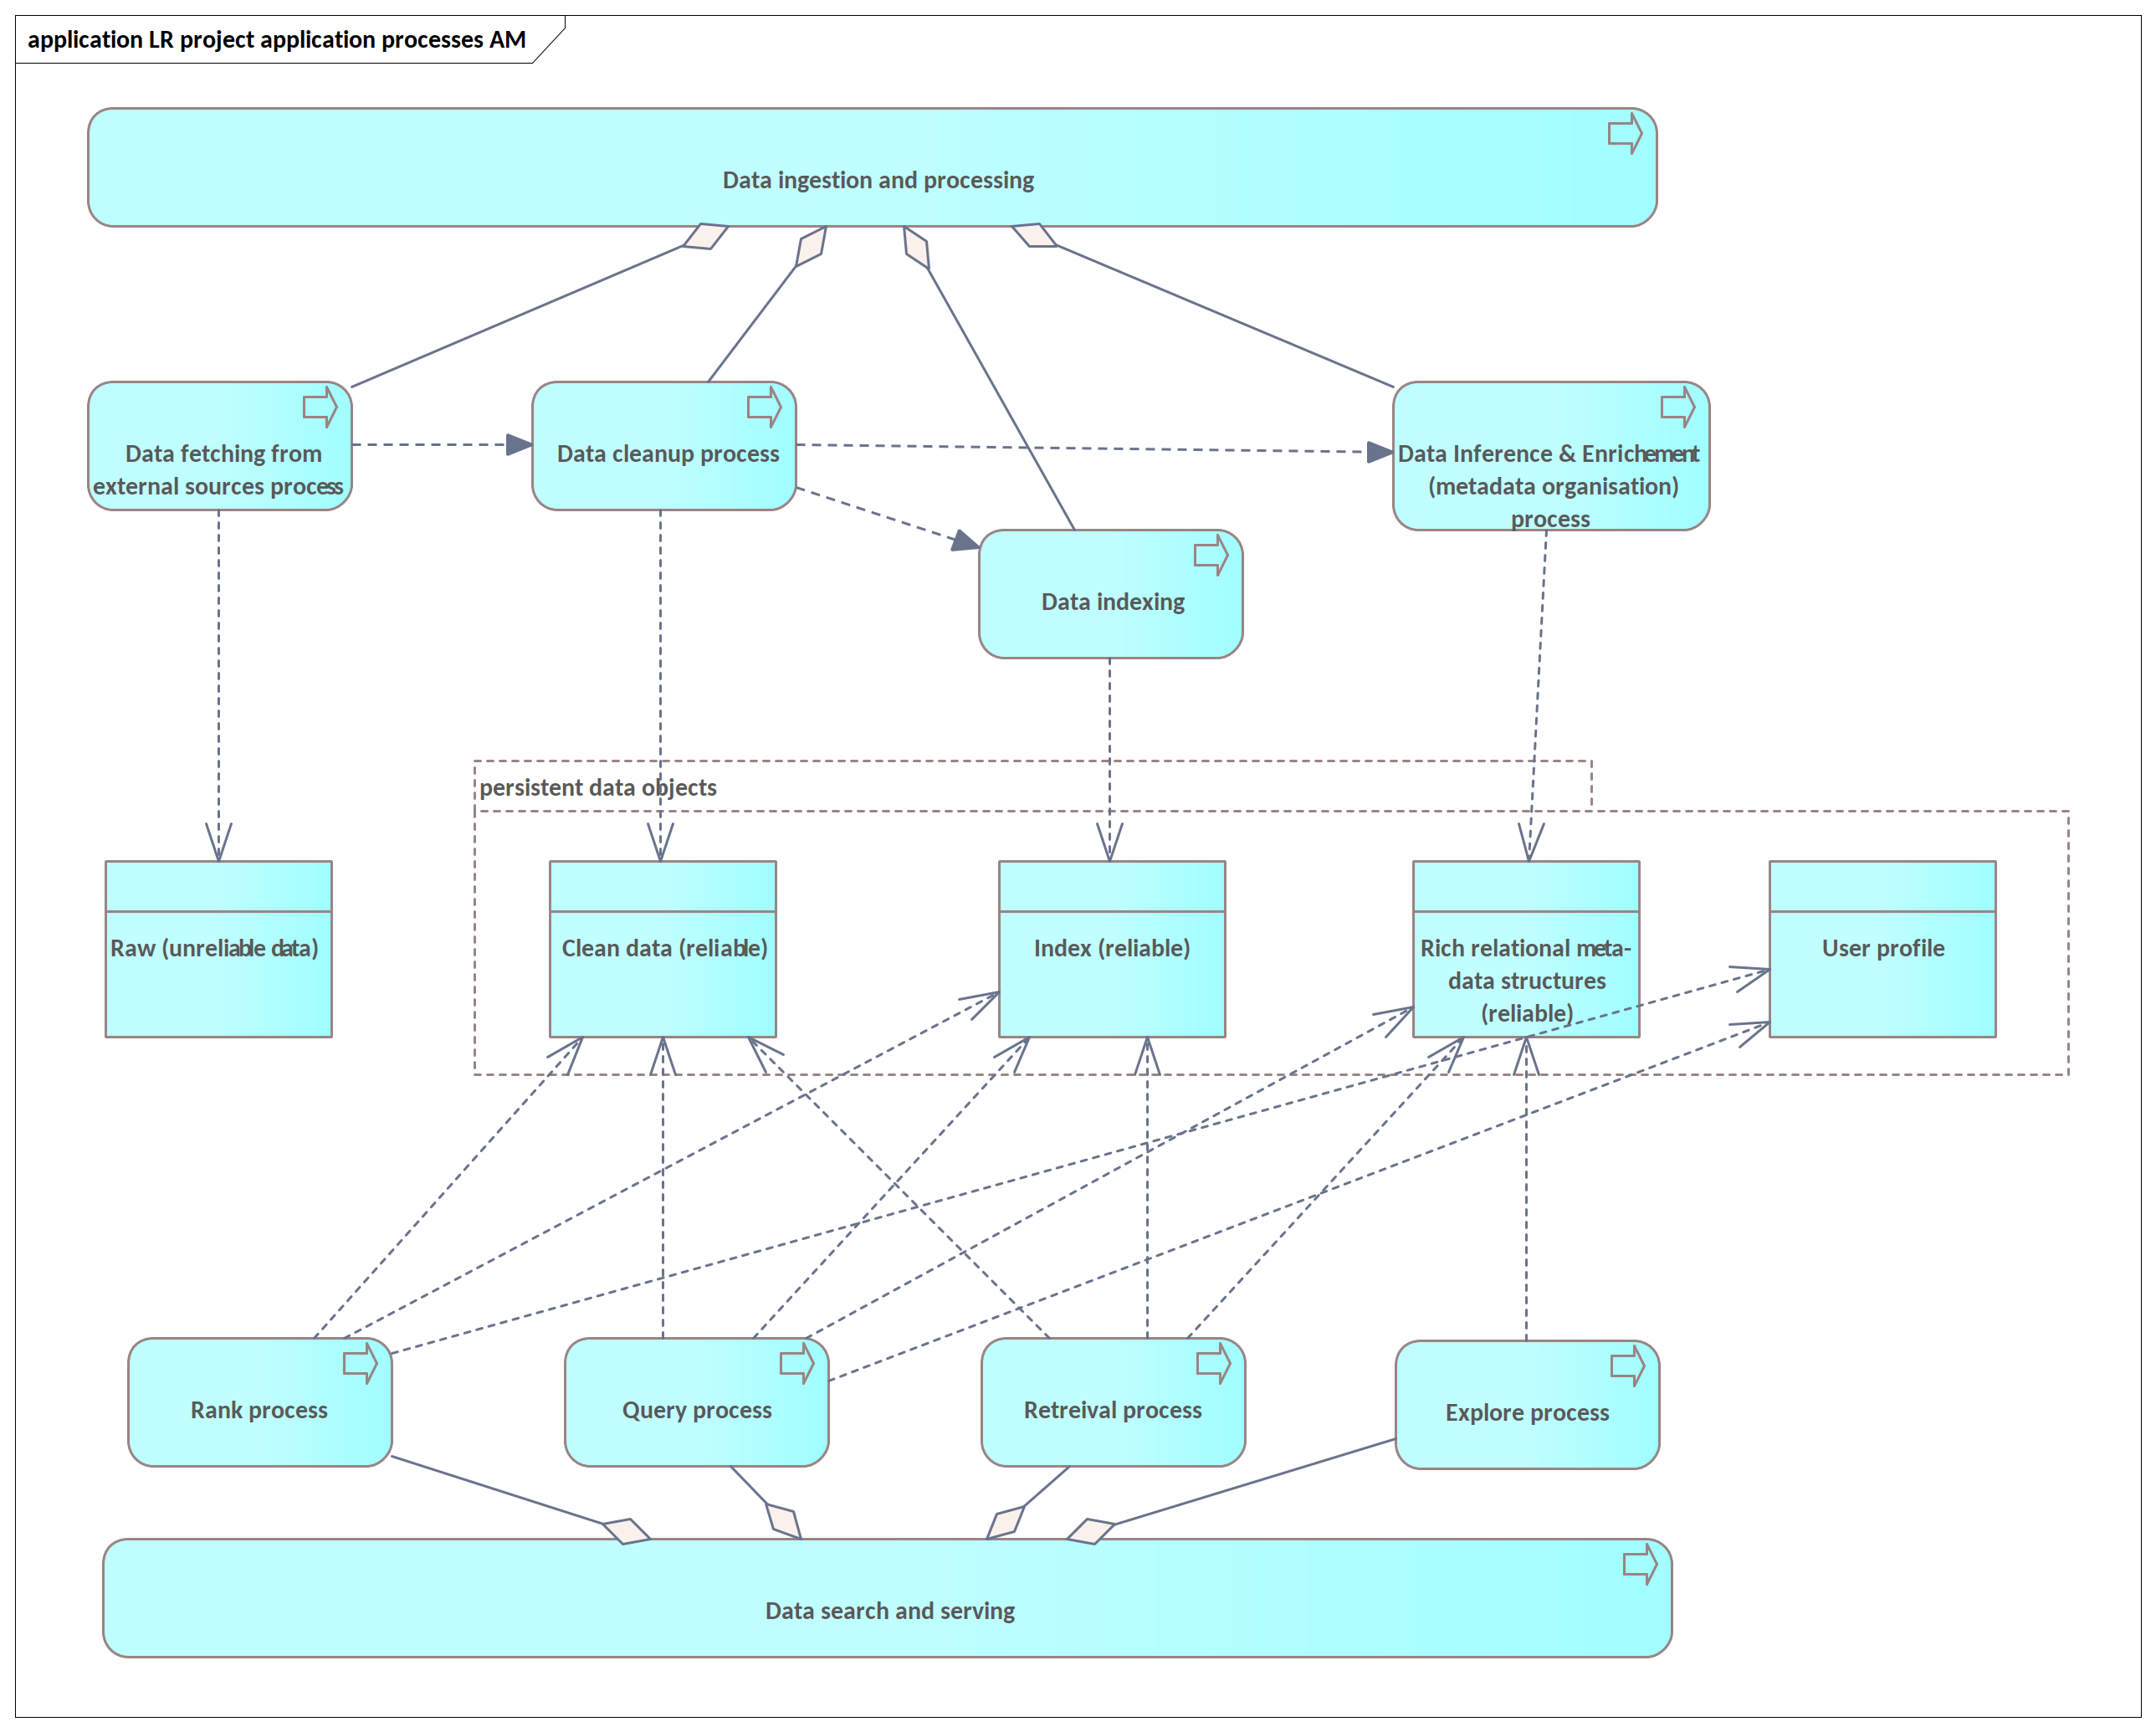 application LR project application processes AM
Data ingestion and processing
Data fetching from
external sources process
Data cleanup process
Data Inference & Enrichement
(metadata organisation)
process
Data indexing
persistent data objects
Raw (unreliable data)
Clean data (reliable)
Index (reliable)
Rich relational meta-
data structures
(reliable)
User profile
Rank process
Query process
Retreival process
Explore process
Data search and serving